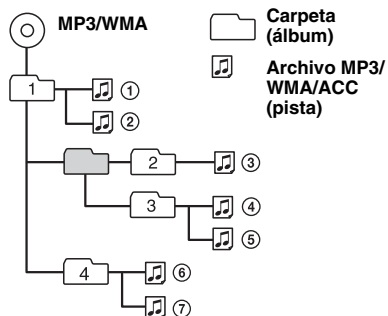 MP3/WMA
Carpeta
(álbum)
Archivo MP3/
WMA/ACC
(pista)
1
①
②
2
③
3
④
⑤
4
⑥
⑦